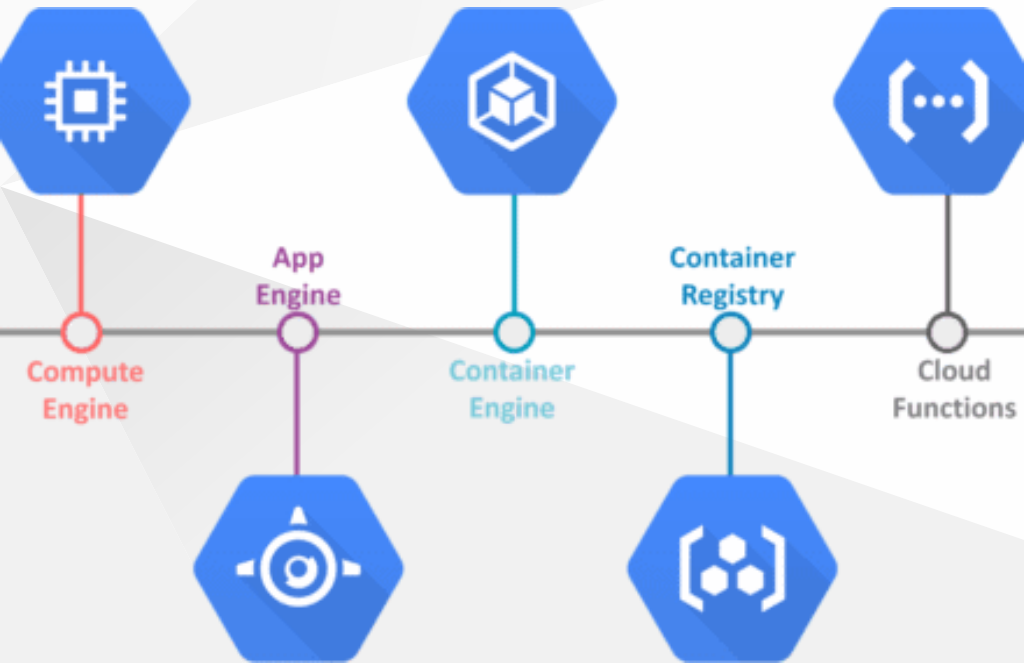 App
Engine
Container
Registry
Compute
Engine
Container
Engine
Cloud
Functions